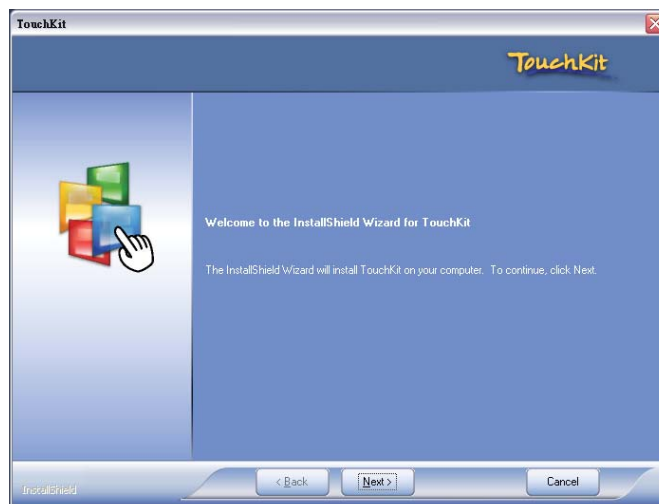 TouchKit
TouchKit
Welcome to the InstallShield Wizard for TouchKit
The InstallShield Wizard will install TouchKit on your computer. To continue, click Next.
InstallShield
< Back
Next >
Cancel